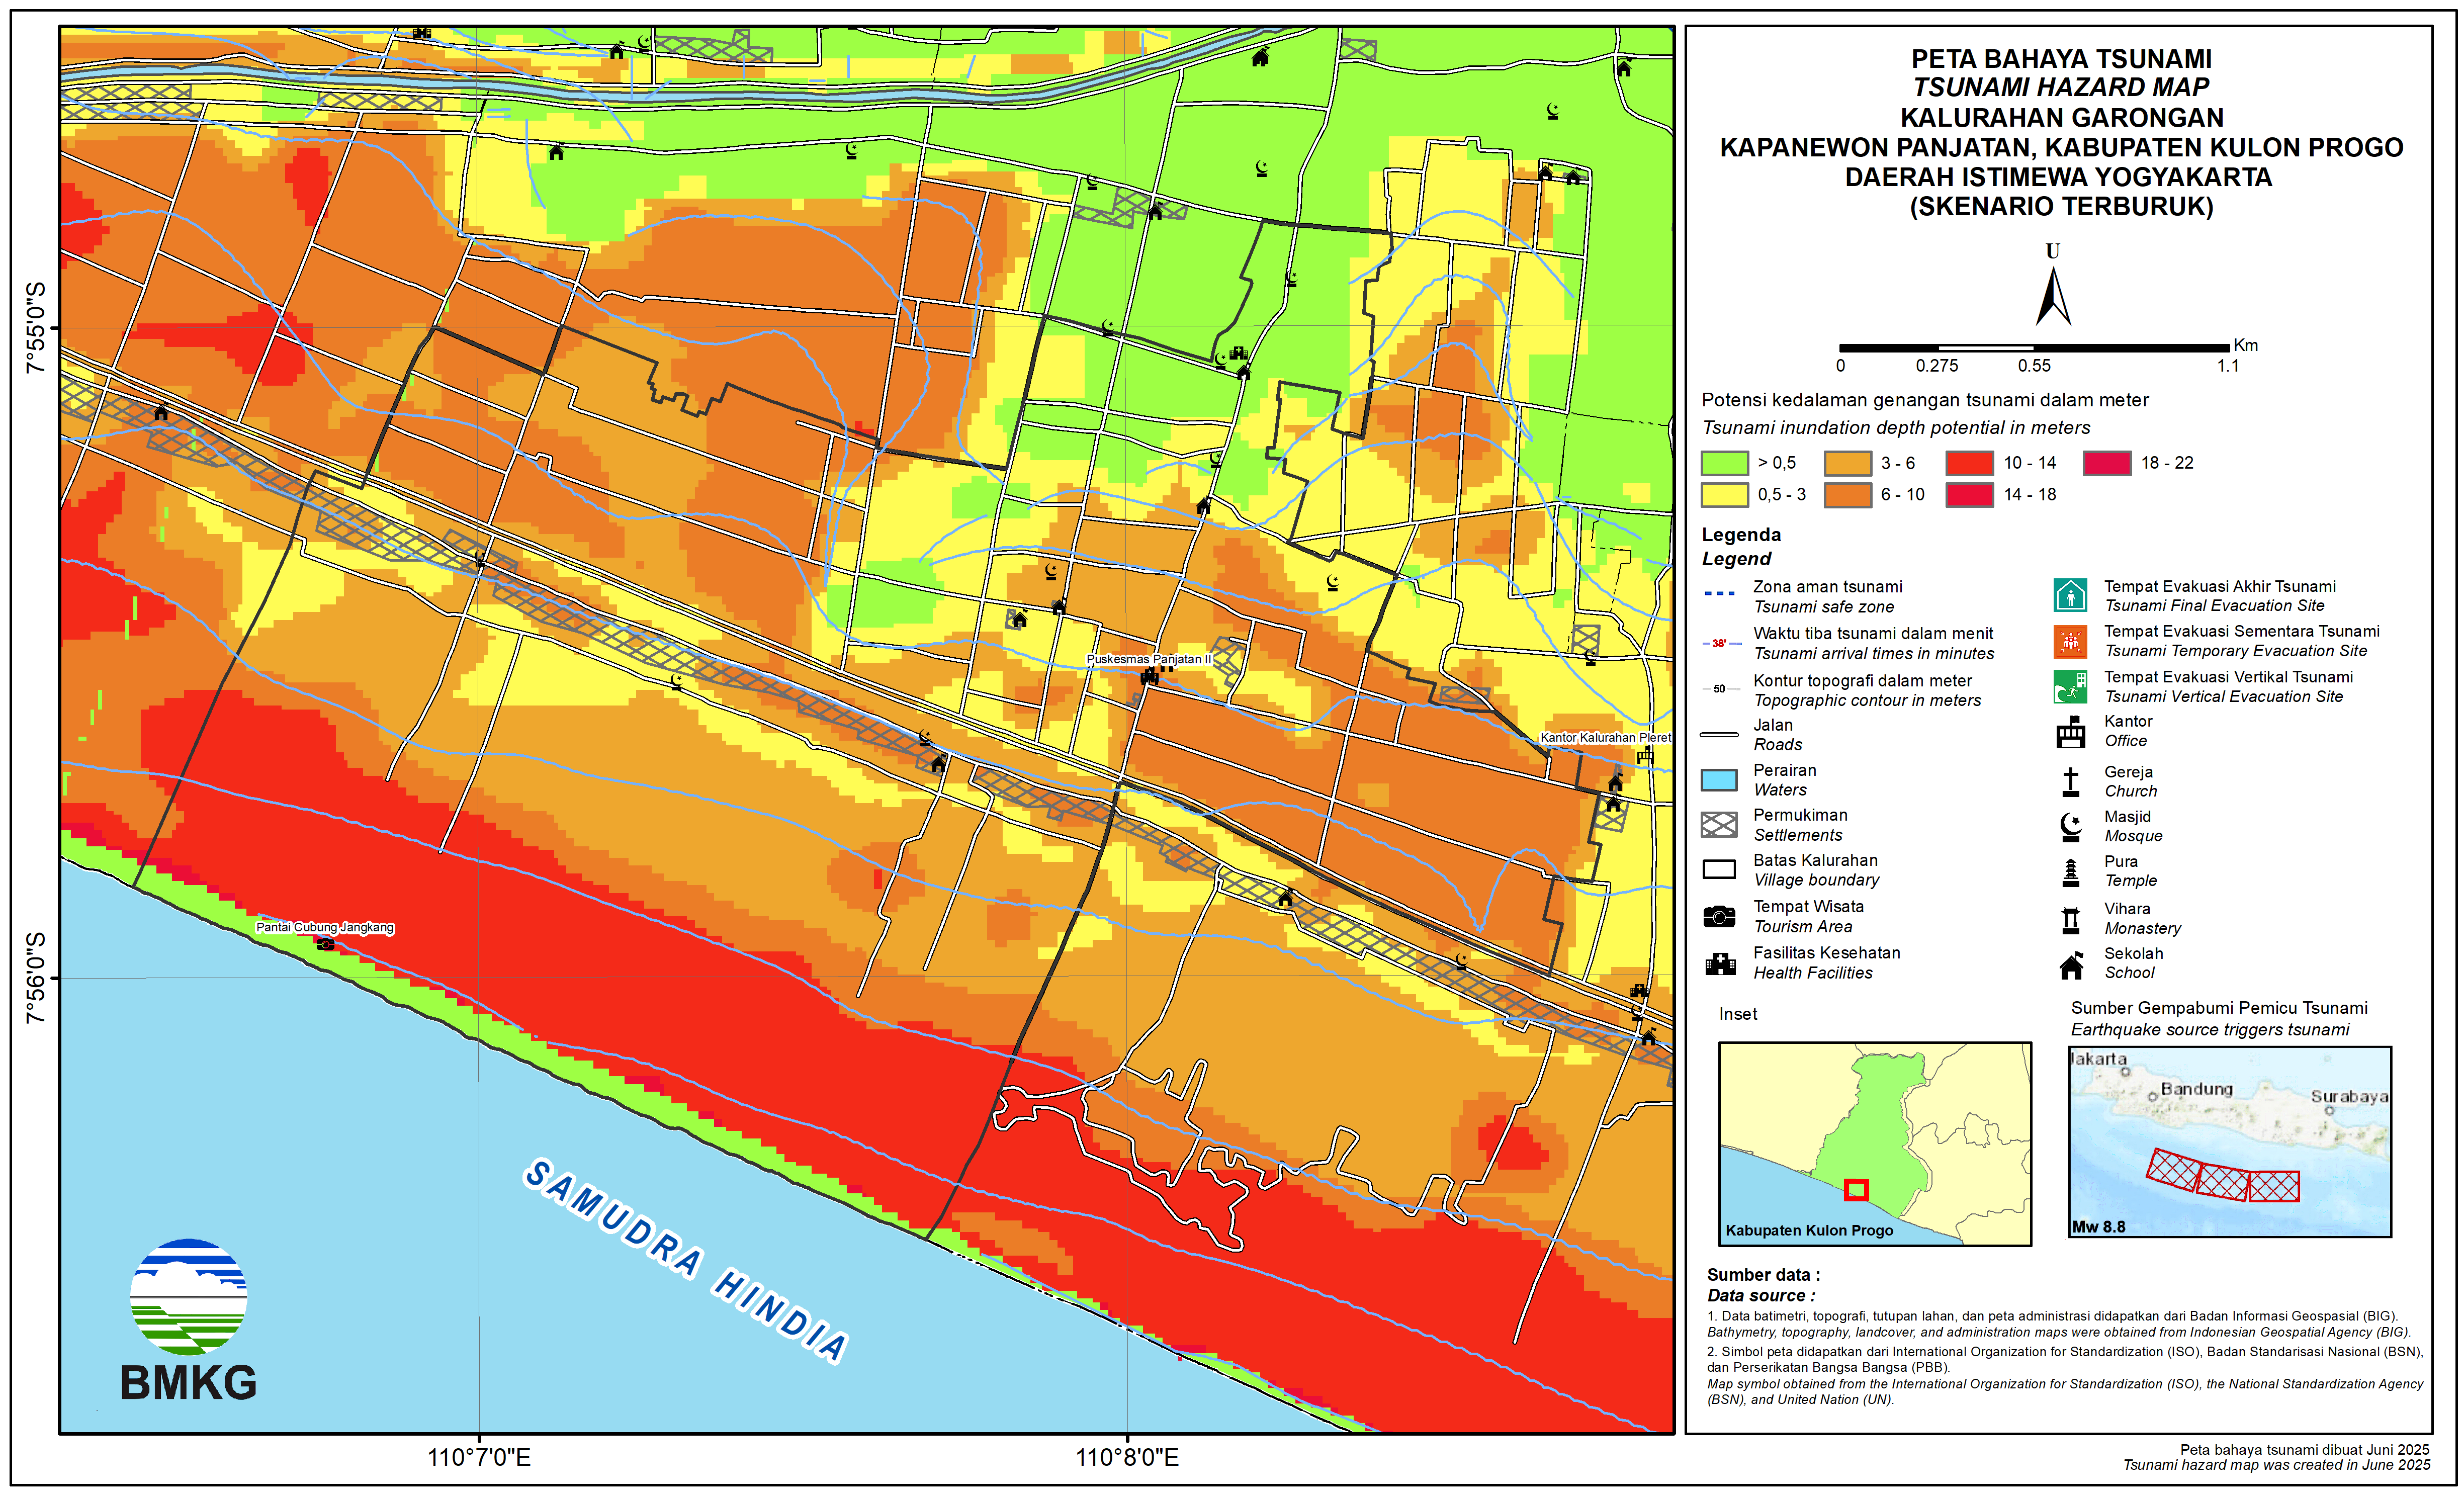 PETA BAHAYA TSUNAMI
TSUNAMI HAZARD MAP
KALURAHAN GARONGAN
KAPANEWON PANJATAN, KABUPATEN KULON PROGO
DAERAH ISTIMEWA YOGYAKARTA
(SKENARIO TERBURUK)
U
Km
0 0.275 0.55 1.1
Potensi kedalaman genangan tsunami dalam meter
Tsunami inundation depth potential in meters
> 0,5 3 - 6 10 - 14 18 - 22
0,5 - 3 6 - 10 14 - 18
Legenda
Legend
Zona aman tsunami
Tsunami safe zone
38'
Waktu tiba tsunami dalam menit
Tsunami arrival times in minutes
50
Kontur topografi dalam meter
Topographic contour in meters
Jalan
Roads
Perairan
Waters
Permukiman
Settlements
Batas Kalurahan
Village boundary
Tempat Wisata
Tourism Area
Fasilitas Kesehatan
Health Facilities
Tempat Evakuasi Akhir Tsunami
Tsunami Final Evacuation Site
Tempat Evakuasi Sementara Tsunami
Tsunami Temporary Evacuation Site
Tempat Evakuasi Vertikal Tsunami
Tsunami Vertical Evacuation Site
Kantor
Office
Gereja
Church
Masjid
Mosque
Pura
Temple
Vihara
Monastery
Sekolah
School
Inset
Kabupaten Kulon Progo
Sumber Gempabumi Pemicu Tsunami
Earthquake source triggers tsunami
Jakarta
Bandung
Surabaya
Mw 8.8
Sumber data :
Data source :
1. Data batimetri, topografi, tutupan lahan, dan peta administrasi didapatkan dari Badan Informasi Geospasial (BIG).
Bathymetry, topography, landcover, and administration maps were obtained from Indonesian Geospatial Agency (BIG).
2. Simbol peta didapatkan dari International Organization for Standardization (ISO), Badan Standarisasi Nasional (BSN),
dan Perserikatan Bangsa Bangsa (PBB).
Map symbol obtained from the International Organization for Standardization (ISO), the National Standardization Agency
(BSN), and United Nation (UN).
Peta bahaya tsunami dibuat Juni 2025
Tsunami hazard map was created in June 2025
7°55'0"S
7°56'0"S
110°7'0"E
110°8'0"E
Puskesmas Panjatan II
Kantor Kalurahan Pleret
Pantai Cubung Jangkang
SAMUDRA HINDIA
BMKG